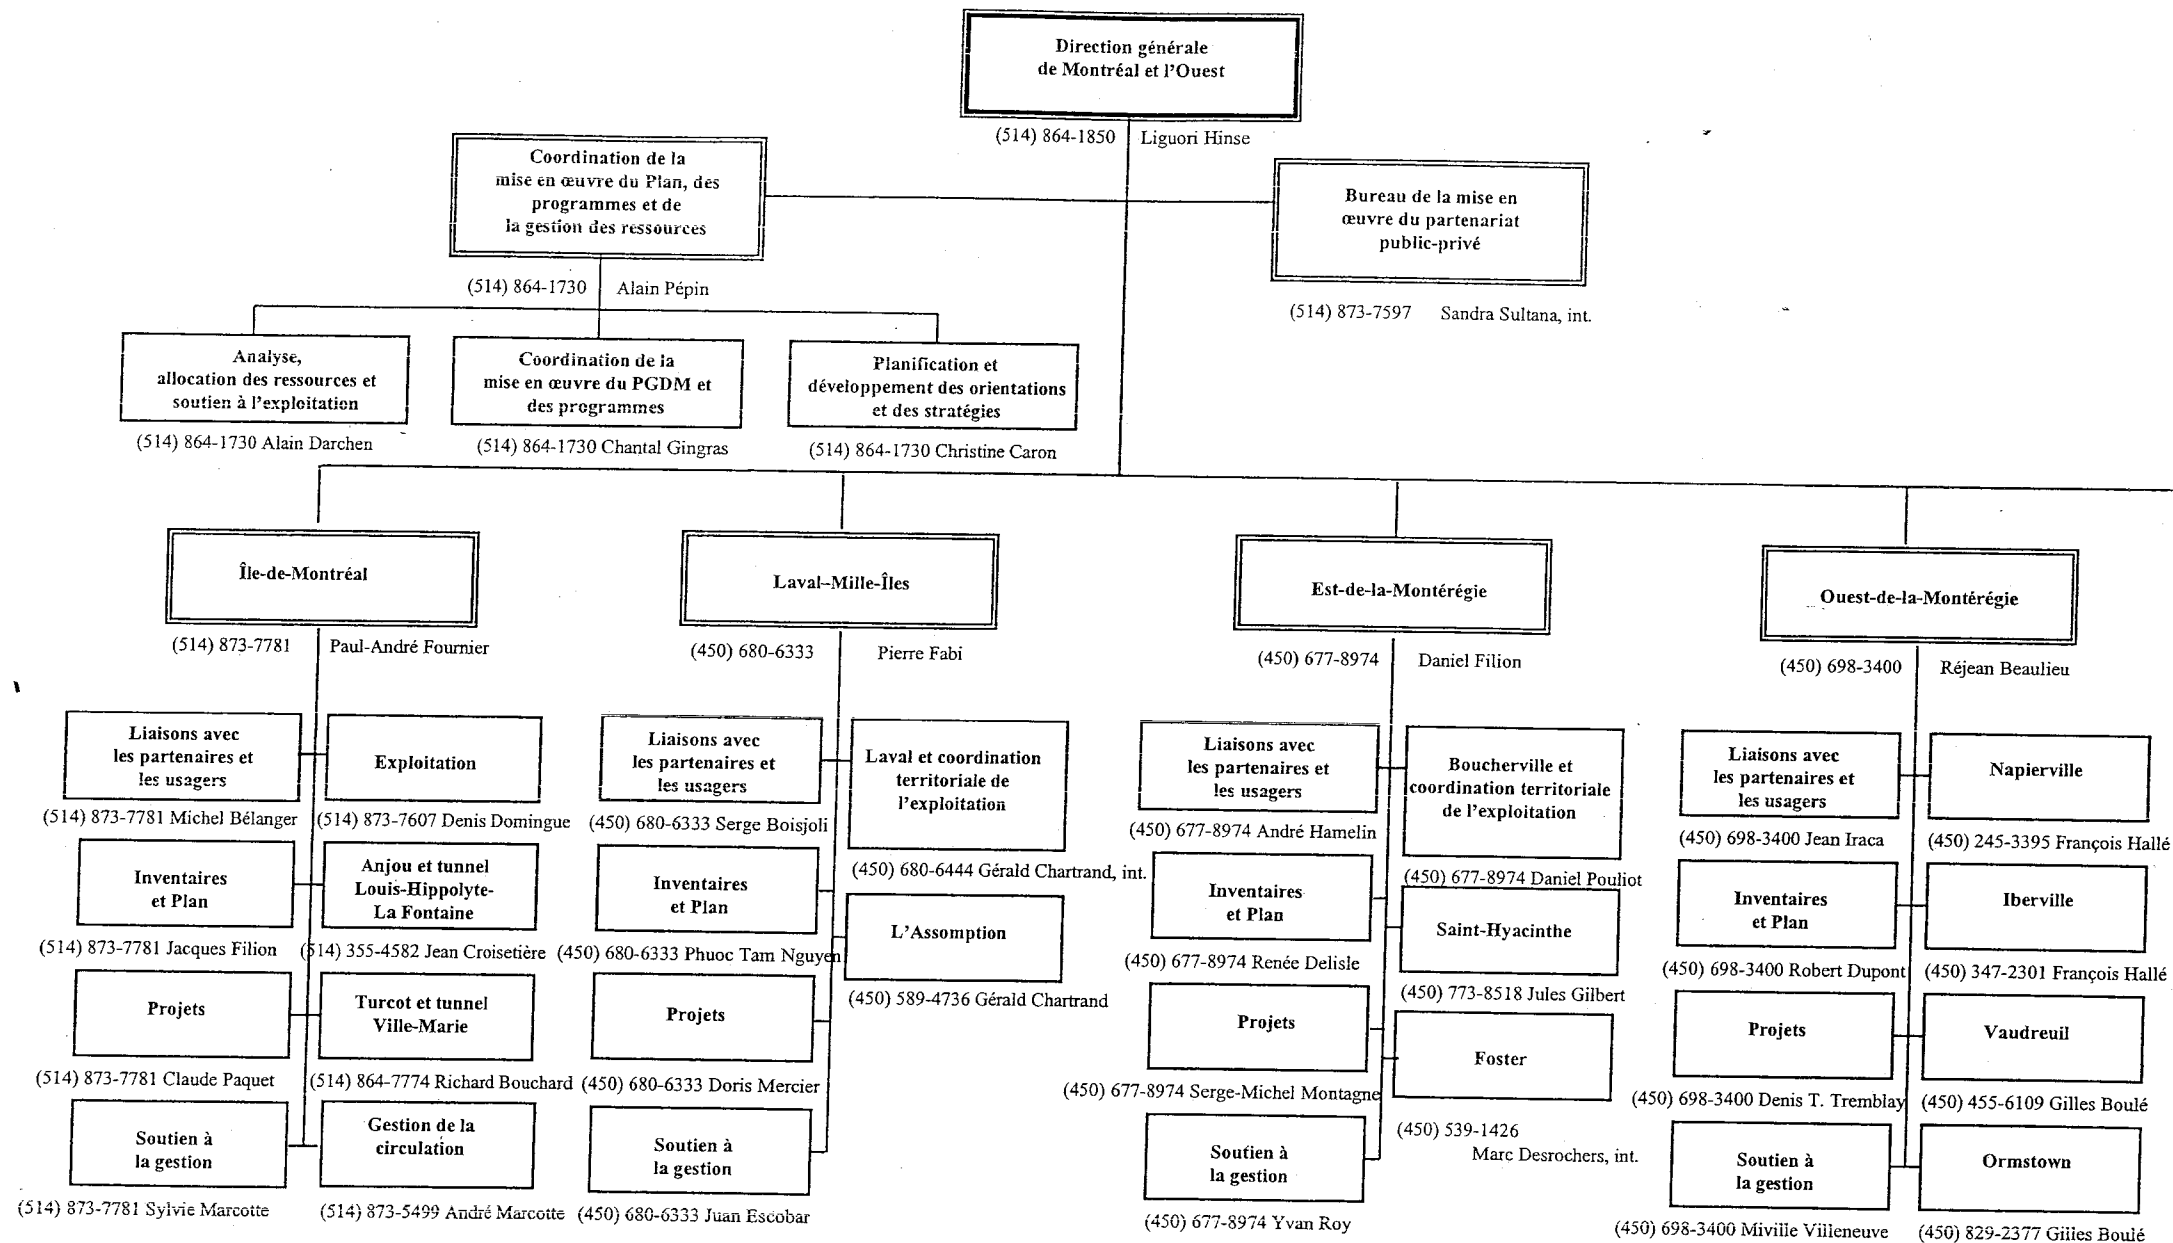 Direction générale
de Montréal et l'Ouest
(514) 864-1850 Liguori Hinse
Coordination de la
mise en œuvre du Plan, des
programmes et de
la gestion des ressources
(514) 864-1730 Alain Pépin
Bureau de la mise en
œuvre du partenariat
public-privé
(514) 873-7597 Sandra Sultana, int.
Analyse,
allocation des ressources et
soutien à l'exploitation
(514) 864-1730 Alain Darchen
Coordination de la
mise en œuvre du PGDM et
des programmes
(514) 864-1730 Chantal Gingras
Planification et
développement des orientations
et des stratégies
(514) 864-1730 Christine Caron
Île-de-Montréal
(514) 873-7781 Paul-André Fournier
Liaisons avec
les partenaires et
les usagers
(514) 873-7781 Michel Bélanger
Exploitation
(514) 873-7607 Denis Domingue
Inventaires
et Plan
(514) 873-7781 Jacques Filion
Anjou et tunnel
Louis-Hippolyte-
La Fontaine
(514) 355-4582 Jean Croisetière
Projets
(514) 873-7781 Claude Paquet
Turcot et tunnel
Ville-Marie
(514) 864-7774 Richard Bouchard
Soutien à
la gestion
(514) 873-7781 Sylvie Marcotte
Gestion de la
circulation
(514) 873-5499 André Marcotte
Laval-Mille-Îles
(450) 680-6333 Pierre Fabi
Liaisons avec
les partenaires et
les usagers
(450) 680-6333 Serge Boisjoli
Laval et coordination
territoriale de
l'exploitation
(450) 680-6444 Gérald Chartrand, int.
Inventaires
et Plan
(450) 680-6333 Phuoc Tam Nguyen
L'Assomption
(450) 589-4736 Gérald Chartrand
Projets
(450) 680-6333 Doris Mercier
Soutien à
la gestion
(450) 680-6333 Juan Escobar
Est-de-la-Montérégie
(450) 677-8974 Daniel Filion
Liaisons avec
les partenaires et
les usagers
(450) 677-8974 André Hamelin
Boucherville et
coordination territoriale
de l'exploitation
(450) 677-8974 Daniel Pouliot
Inventaires
et Plan
(450) 677-8974 Renée Delisle
Saint-Hyacinthe
(450) 773-8518 Jules Gilbert
Projets
(450) 677-8974 Serge-Michel Montagne
Foster
(450) 539-1426
Marc Desrochers, int.
Soutien à
la gestion
(450) 677-8974 Yvan Roy
Ouest-de-la-Montérégie
(450) 698-3400 Réjean Beaulieu
Liaisons avec
les partenaires et
les usagers
(450) 698-3400 Jean Iraca
Napierville
(450) 245-3395 François Hallé
Inventaires
et Plan
(450) 698-3400 Robert Dupont
Iberville
(450) 347-2301 François Hallé
Projets
(450) 698-3400 Denis T. Tremblay
Vaudreuil
(450) 455-6109 Gilles Boulé
Soutien à
la gestion
(450) 698-3400 Miville Villeneuve
Ormstown
(450) 829-2377 Gilles Boulé